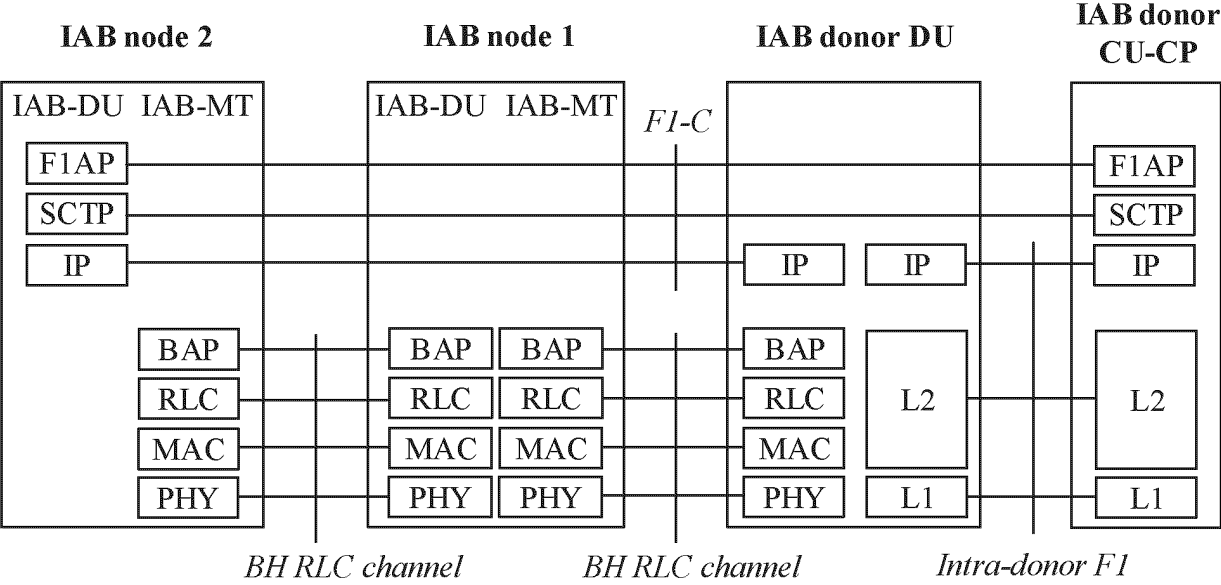 IAB node 2 IAB node 1 IAB donor DU IAB donor
CU-CP
IAB-DU IAB-MT IAB-DU IAB-MT
F1-C
F1AP F1AP
SCTP SCTP
IP IP IP IP
BAP BAP BAP BAP
RLC RLC RLC RLC L2 L2
MAC MAC MAC MAC
PHY PHY PHY PHY L1 L1
BH RLC channel BH RLC channel Intra-donor F1